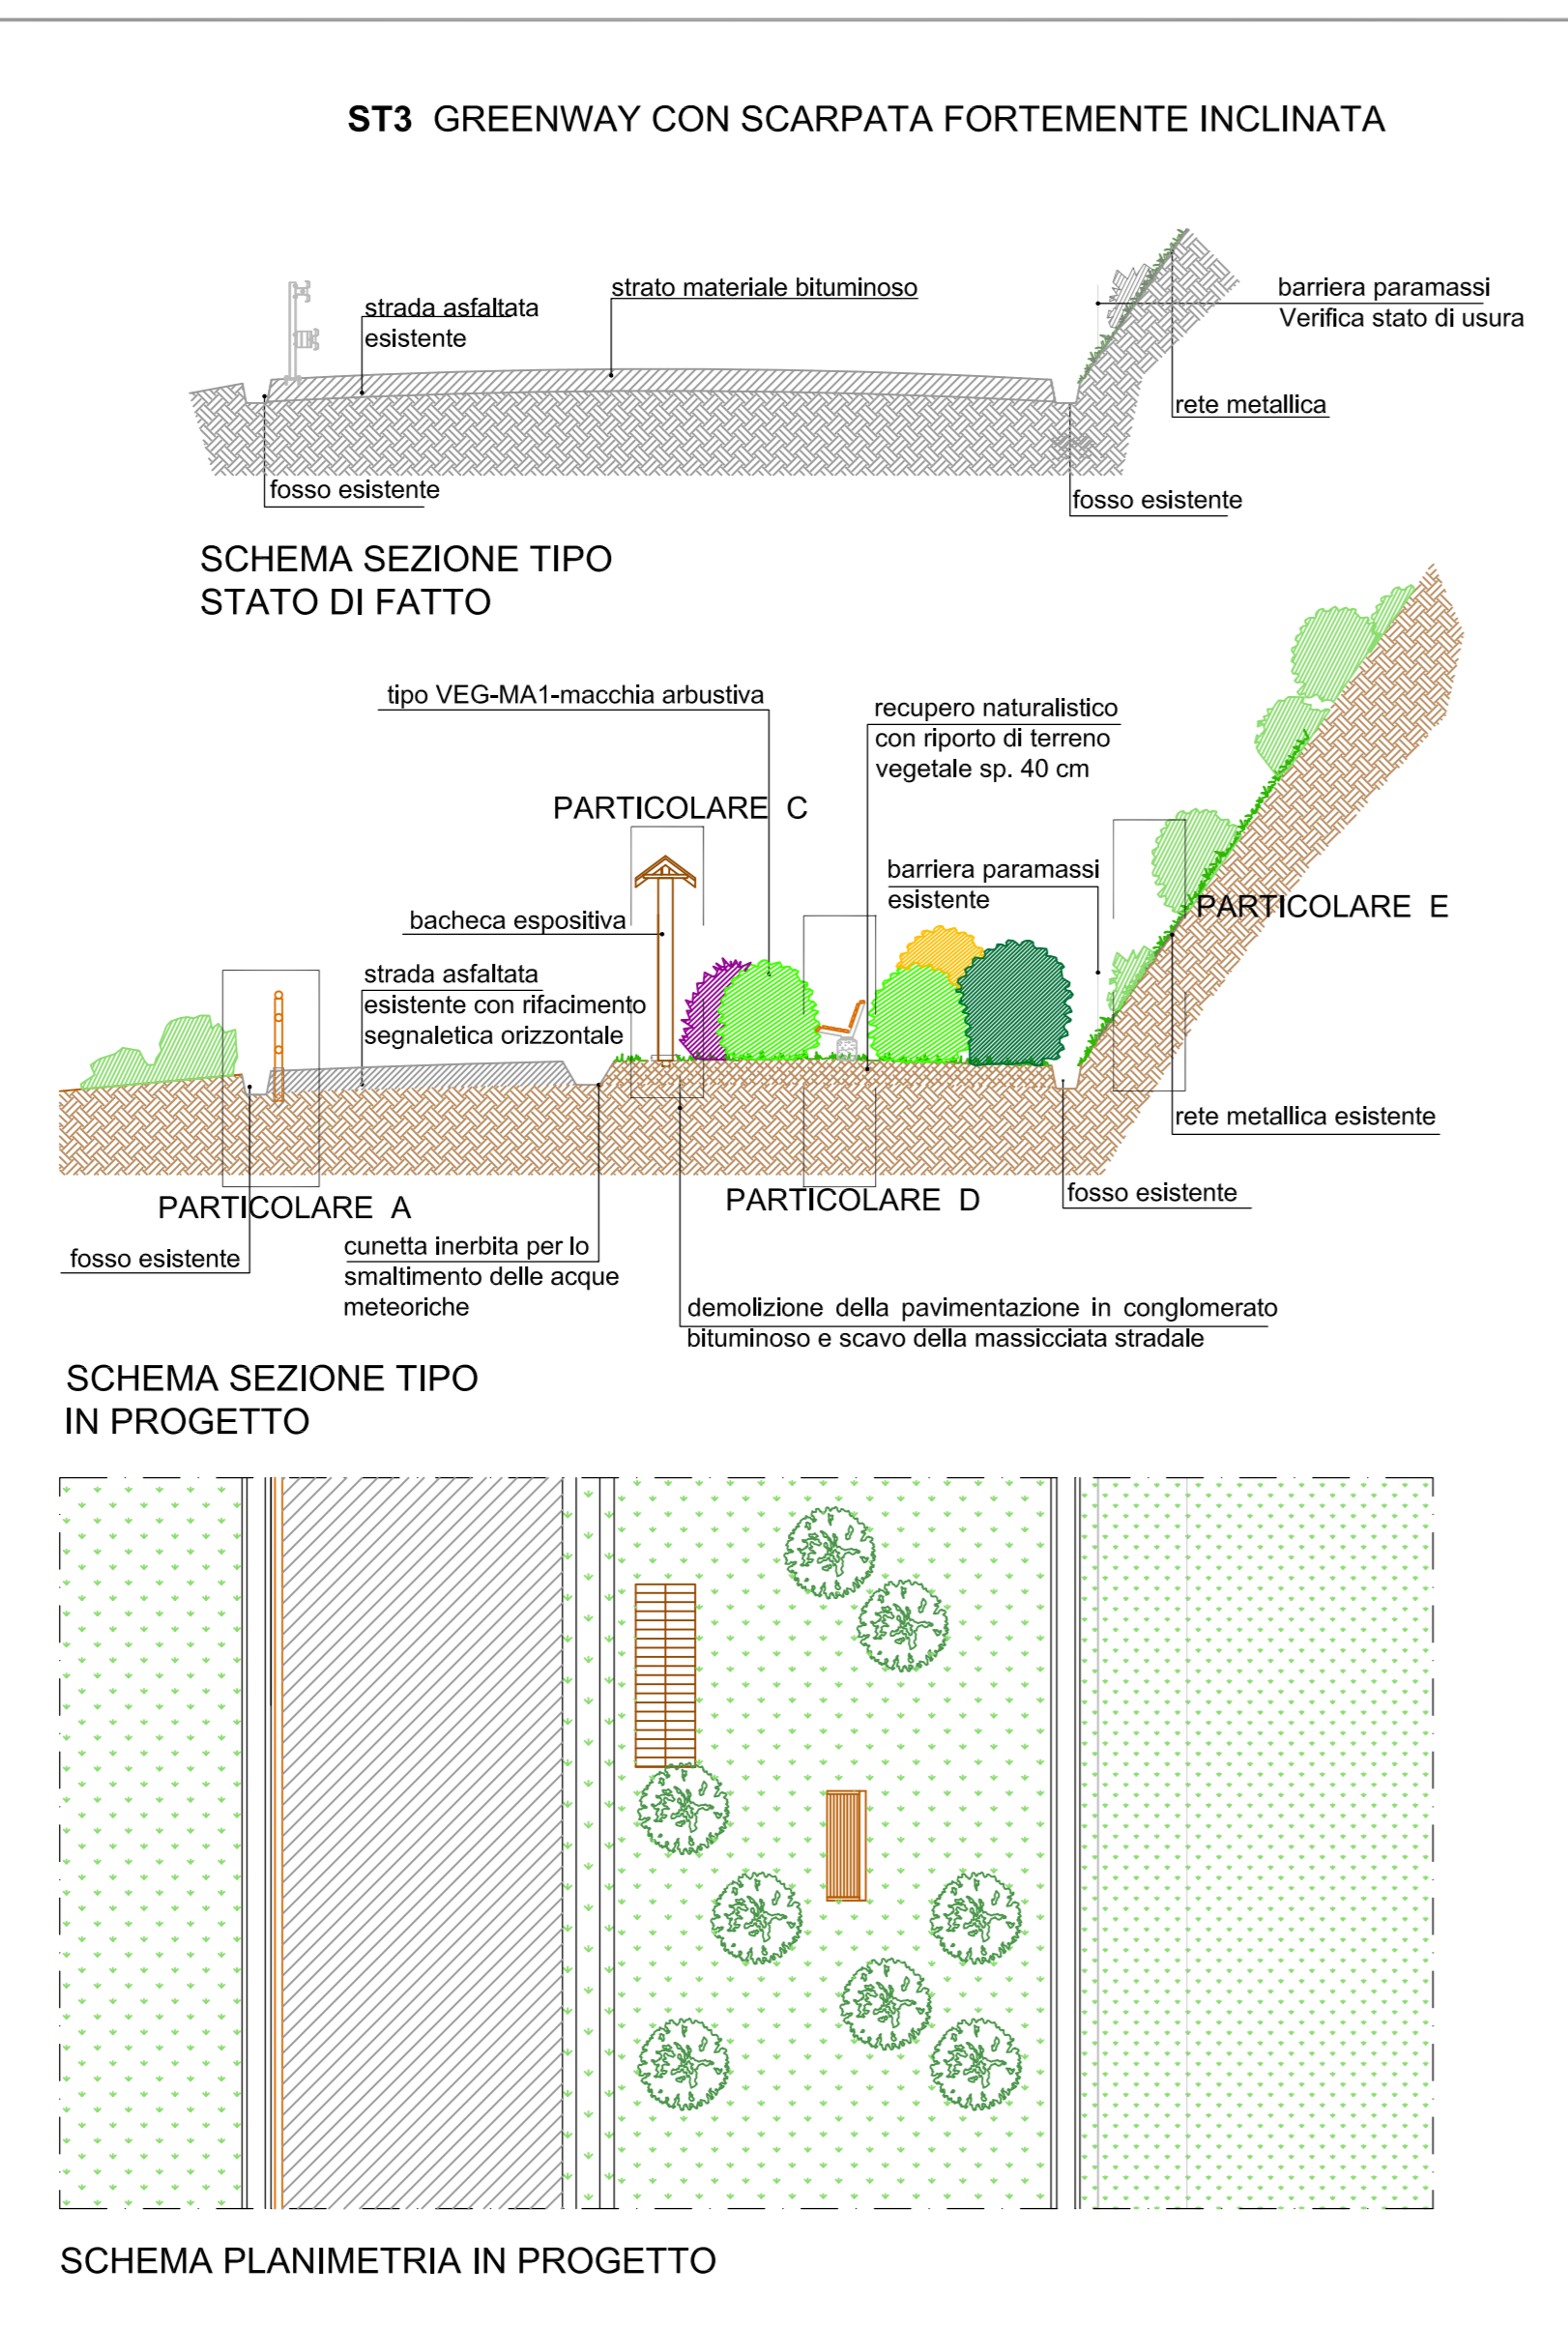 ST3 GREENWAY CON SCARPATA FORTEMENTE INCLINATA
strada asfaltata
esistente
strato materiale bituminoso
barriera paramassi
Verifica stato di usura
rete metallica
fosso esistente
fosso esistente
SCHEMA SEZIONE TIPO
STATO DI FATTO
tipo VEG-MA1-macchia arbustiva
recupero naturalistico
con riporto di terreno
vegetale sp. 40 cm
PARTICOLARE C
barriera paramassi
esistente
PARTICOLARE E
bacheca espositiva
strada asfaltata
esistente con rifacimento
segnaletica orizzontale
rete metallica esistente
PARTICOLARE A
PARTICOLARE D
fosso esistente
fosso esistente
cunetta inerbita per lo
smaltimento delle acque
meteoriche
demolizione della pavimentazione in conglomerato
bituminoso e scavo della massicciata stradale
SCHEMA SEZIONE TIPO
IN PROGETTO
SCHEMA PLANIMETRIA IN PROGETTO